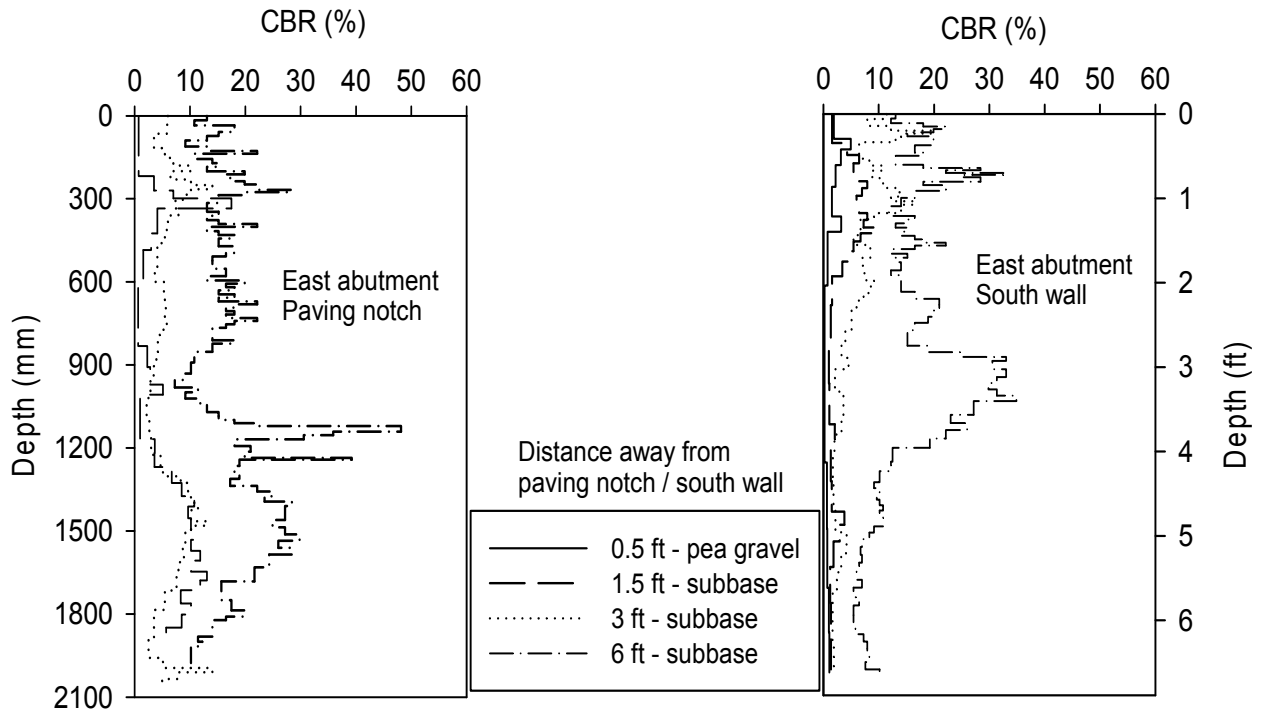 CBR (%)
0 10 20 30 40 50 60
0
300
600
900
1200
1500
1800
2100
Depth (mm)
East abutment
Paving notch
CBR (%)
0 10 20 30 40 50 60
0
1
2
3
4
5
6
Depth (ft)
East abutment
South wall
Distance away from
paving notch / south wall
0.5 ft - pea gravel
1.5 ft - subbase
3 ft - subbase
6 ft - subbase